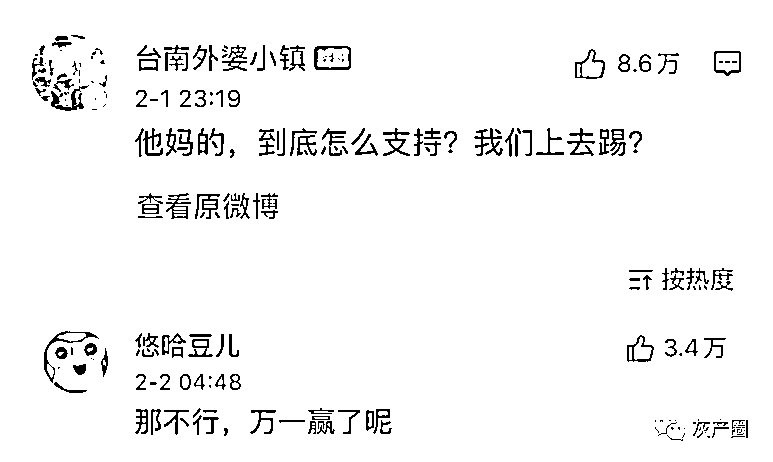 台南外婆小镇
8.6万
2-1 23:19
他妈的，到底怎么支持？我们上去踢？
查看原微博
按热度
悠哈豆儿
3.4万
2-2 04:48
那不行，万一赢了呢
灰产圈